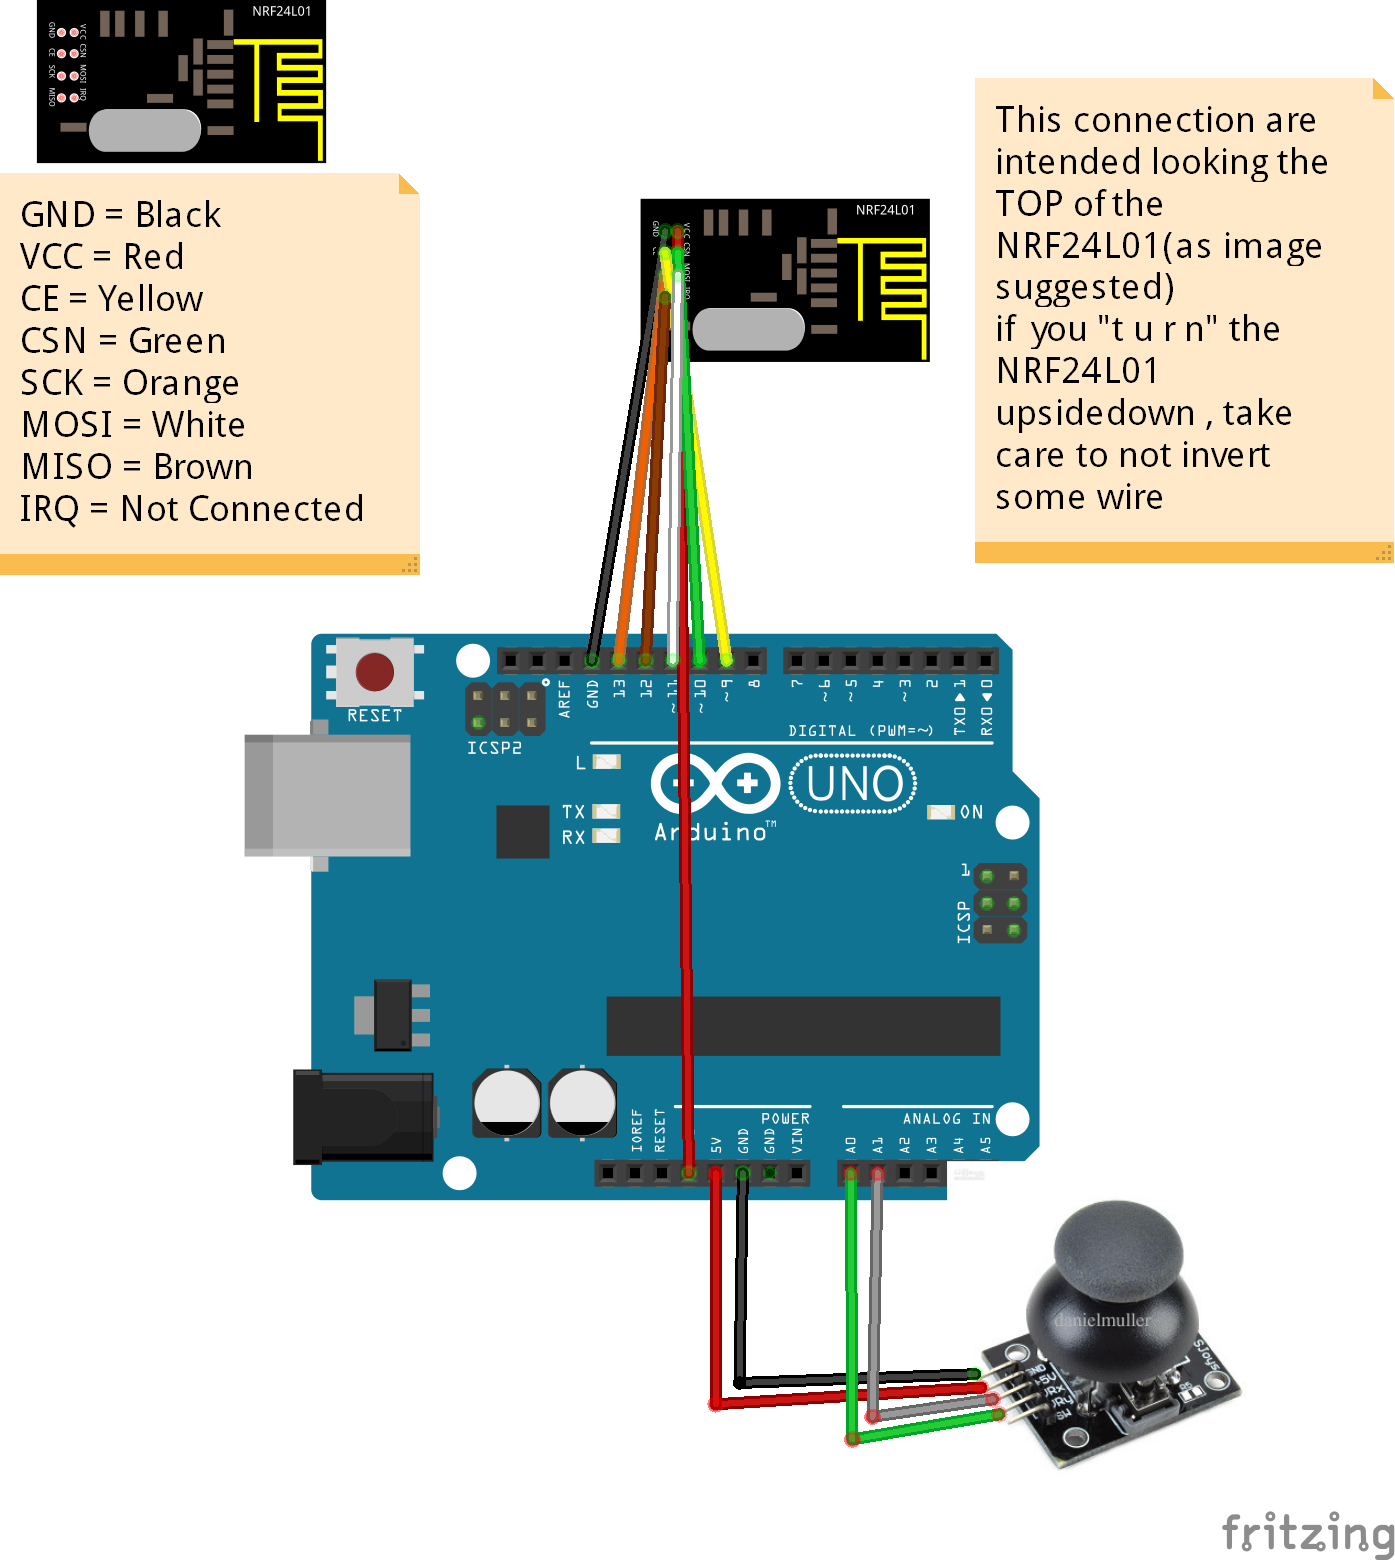 NRF24L01
GND VCC
CE CSN
SCK MOSI
MISO IRQ
GND = Black
VCC = Red
CE = Yellow
CSN = Green
SCK = Orange
MOSI = White
MISO = Brown
IRQ = Not Connected
This connection are
intended looking the
TOP of the
NRF24L01(as image
suggested)
if you "t u r n" the
NRF24L01
upsidedown , take
care to not invert
some wire
NRF24L01
GND VCC
CSN
MOSI
IRQ
RESET
ICSP2
AREF
GND
13
12
~11
~10
~9
8
7
~6
~5
4
~3
2
TX0▶1
RX0◀0
DIGITAL (PWM=~)
L
TX
RX
UNO
Arduino™
ON
1
ICSP
POWER
ANALOG IN
IOREF
RESET
5V
GND
GND
VIN
A0
A1
A2
A3
A4
A5
danielmuller
GND
+5V
VRx
VRy
SW
fritzing